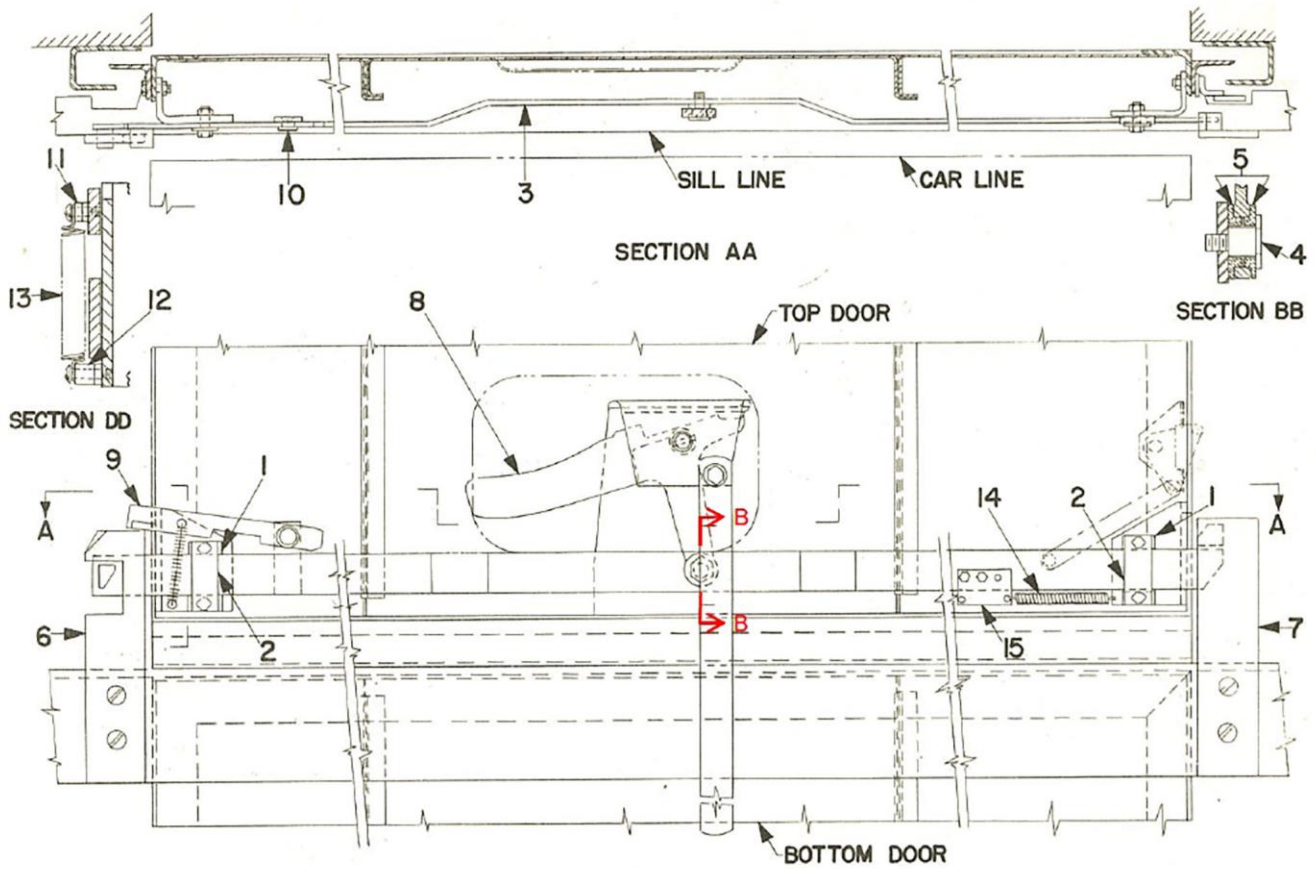 SILL LINE
CAR LINE
11
10
3
5
4
SECTION AA
13
12
8
TOP DOOR
SECTION BB
SECTION DD
9
1
14
2
1
A
B
A
6
2
B
15
7
BOTTOM DOOR